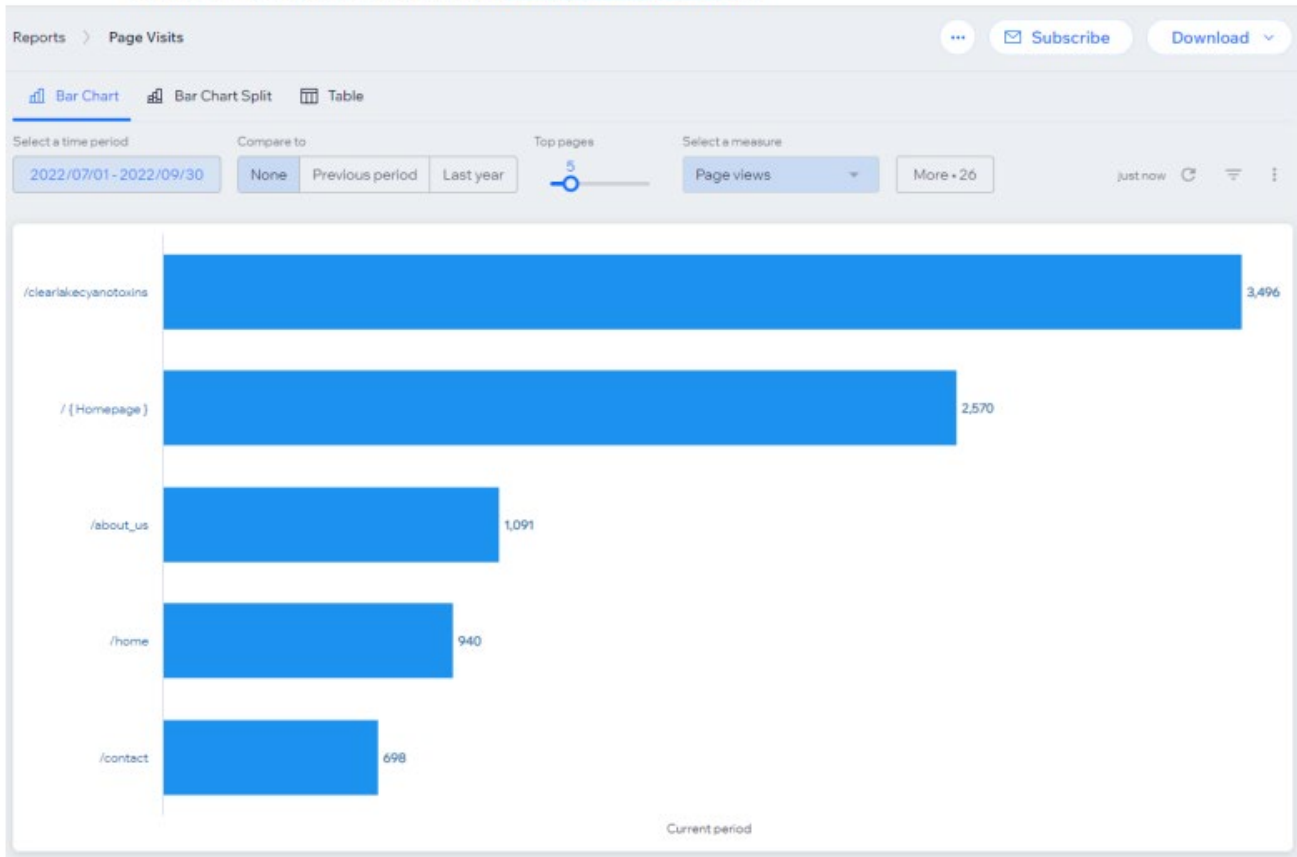 Reports > Page Visits ... Subscribe Download
Bar Chart Bar Chart Split Table
Select a time period Compare to Top pages Select a measure
2022/07/01 - 2022/09/30 None Previous period Last year 5 Page views More • 26 just now
/clearlakecyanotoxins 3,496
/ { Homepage } 2,570
/about_us 1,091
/home 940
/contact 698
Current period